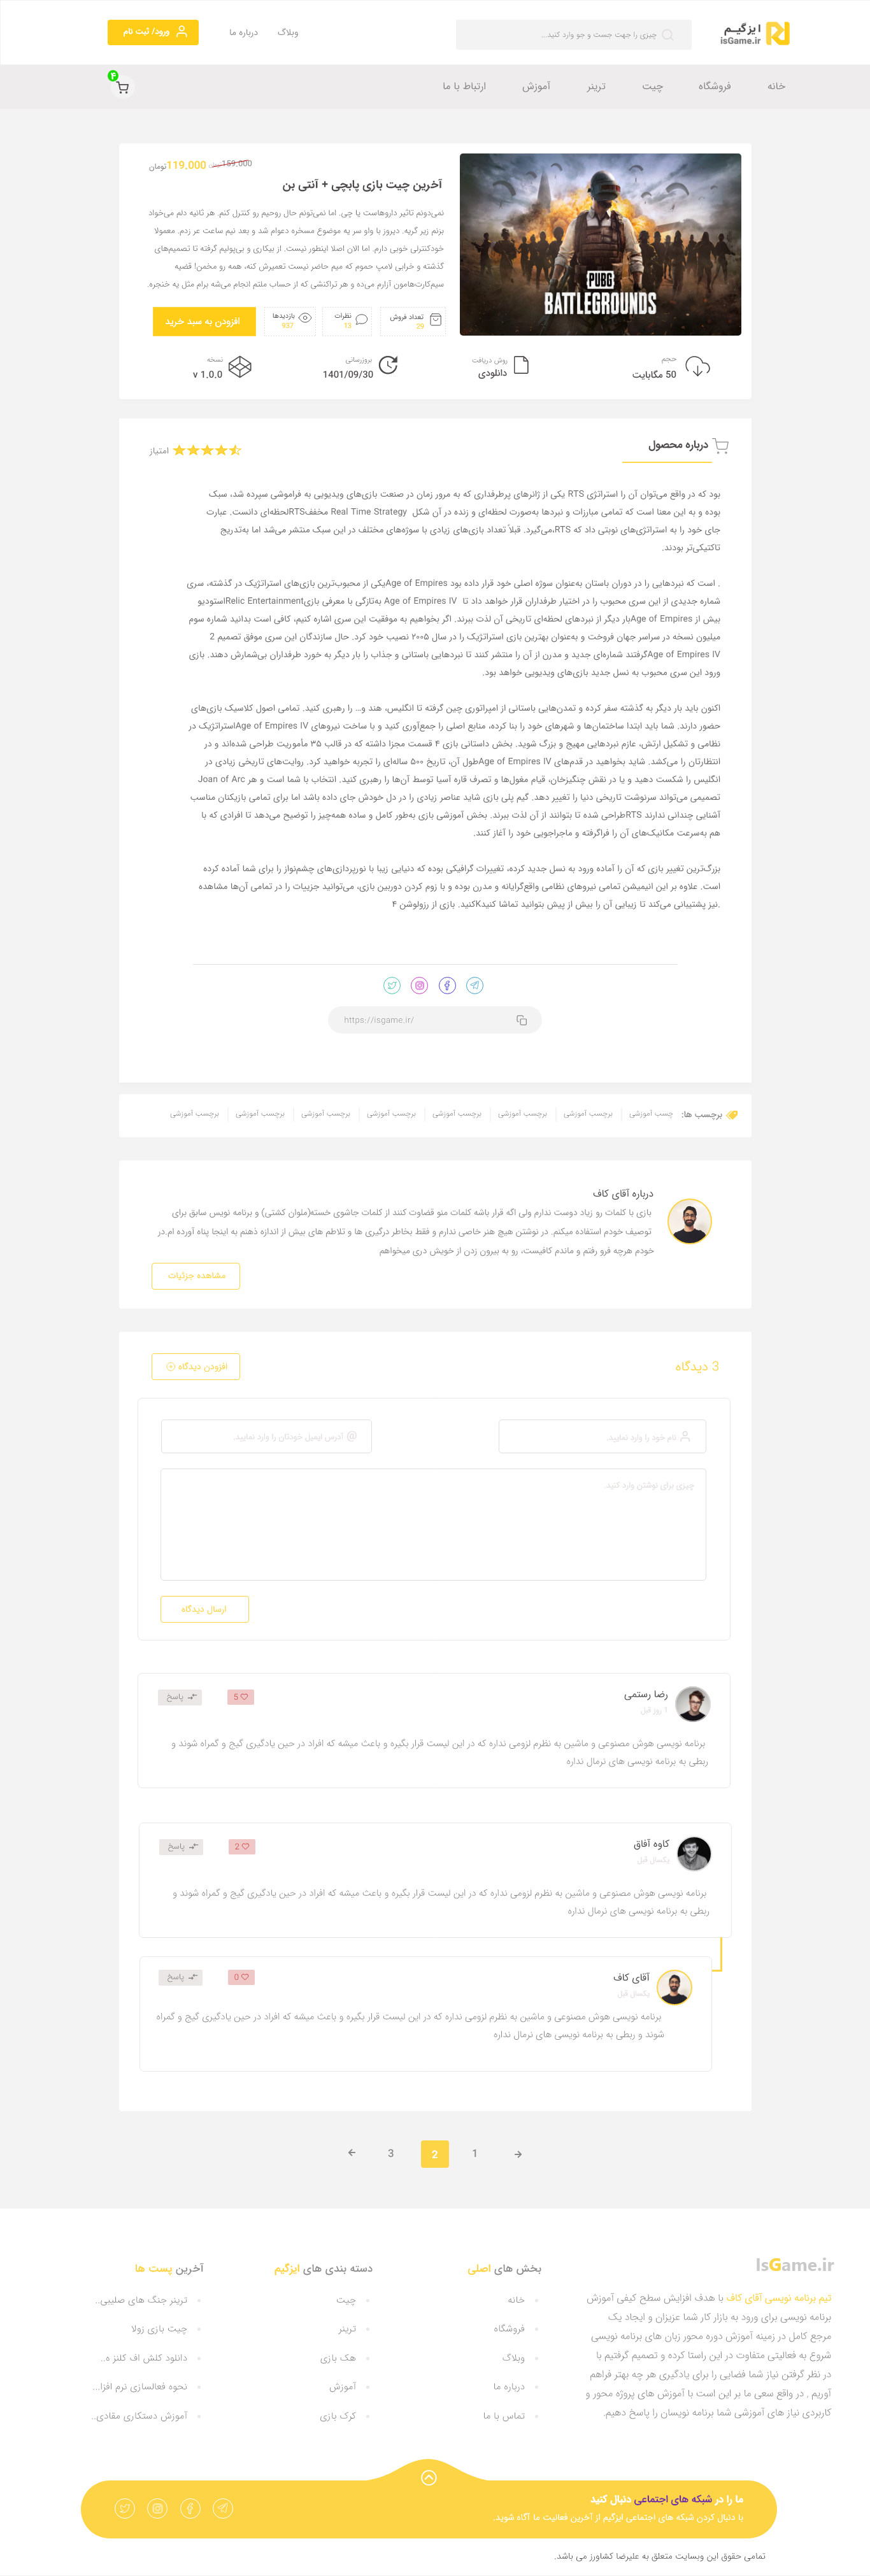 ایزگیم
isGame.ir
چیزی را جهت جست و جو وارد کنید...
وبلاگ
درباره ما
ورود/ ثبت نام
خانه
فروشگاه
چیت
ترینر
آموزش
ارتباط با ما
۴
PUBG
BATTLEGROUNDS
159.000
119.000تومان
آخرین چیت بازی پابجی + آنتی بن
نمی‌دونم تاثیر داروهاست یا چی. اما نمی‌تونم حال روحیم رو کنترل کنم. هر ثانیه دلم می‌خواد
بزنم زیر گریه. دیروز با واو سر یه موضوع مسخره دعوام شد و بعد نیم ساعت عر زدم. معمولا
خودکنترلی خوبی دارم. اما الان اصلا اینطور نیست. از بیکاری و بی‌پولیم گرفته تا تصمیم‌های
گذشته و خرابی لامپ حموم که میم حاضر نیست تعمیرش کنه، همه رو مخمن! قضیه
سیم‌کارت‌هامون آزارم می‌ده و هر تراکنشی که از حساب ملتم انجام می‌شه برام مثل یه خنجره.
تعداد فروش
29
نظرات
13
بازدیدها
937
افزودن به سبد خرید
حجم
50 مگابایت
روش دریافت
دانلودی
بروزرسانی
1401/09/30
نسخه
v 1.0.0
درباره محصول
امتیاز
بود که در واقع می‌توان آن را استراتژی RTS یکی از ژانرهای پرطرفداری که به مرور زمان در صنعت بازی‌های ویدیویی به فراموشی سپرده شد، سبک
بوده و به این معنا است که تمامی مبارزات و نبردها به‌صورت لحظه‌ای و زنده در آن شکل Real Time Strategy مخففRTSلحظه‌ای دانست. عبارت
جای خود را به استراتژی‌های نوبتی داد که RTS،می‌گیرد. قبلاً تعداد بازی‌های زیادی با سوژه‌های مختلف در این سبک منتشر می‌شد اما به‌تدریج
تاکتیکی‌تر بودند.
. است که نبردهایی را در دوران باستان به‌عنوان سوژه اصلی خود قرار داده بود Age of Empiresیکی از محبوب‌ترین بازی‌های استراتژیک در گذشته، سری
شماره جدیدی از این سری محبوب را در اختیار طرفداران قرار خواهد داد تا Age of Empires IV به‌تازگی با معرفی بازیRelic Entertainmentاستودیو
بیش از Age of Empiresبار دیگر از نبردهای لحظه‌ای تاریخی آن لذت ببرند. اگر بخواهیم به موفقیت این سری اشاره کنیم، کافی است بدانید شماره سوم
میلیون نسخه در سراسر جهان فروخت و به‌عنوان بهترین بازی استراتژیک را در سال ۲۰۰۵ نصیب خود کرد. حال سازندگان این سری موفق تصمیم 2
Age of Empires IVگرفتند شماره‌ای جدید و مدرن از آن را منتشر کنند تا نبردهایی باستانی و جذاب را بار دیگر به خورد طرفداران بی‌شمارش دهند. بازی
ورود این سری محبوب به نسل جدید بازی‌های ویدیویی خواهد بود.
اکنون باید بار دیگر به گذشته سفر کرده و تمدن‌هایی باستانی از امپراتوری چین گرفته تا انگلیس، هند و… را رهبری کنید. تمامی اصول کلاسیک بازی‌های
حضور دارند. شما باید ابتدا ساختمان‌ها و شهرهای خود را بنا کرده، منابع اصلی را جمع‌آوری کنید و با ساخت نیروهای Age of Empires IVاستراتژیک در
نظامی و تشکیل ارتش، عازم نبردهایی مهیج و بزرگ شوید. بخش داستانی بازی ۴ قسمت مجزا داشته که در قالب ۳۵ مأموریت طراحی شده‌اند و در
انتظارتان را می‌کشد. شاید بخواهید در قدم‌های Age of Empires IVطول آن، تاریخ ۵۰۰ ساله‌ای را تجربه خواهید کرد. روایت‌های تاریخی زیادی در
انگلیس را شکست دهید و یا در نقش چنگیزخان، قیام مغول‌ها و تصرف قاره آسیا توسط آن‌ها را رهبری کنید. انتخاب با شما است و هر Joan of Arc
تصمیمی می‌تواند سرنوشت تاریخی دنیا را تغییر دهد. گیم پلی بازی شاید عناصر زیادی را در دل خودش جای داده باشد اما برای تمامی بازیکنان مناسب
آشنایی چندانی ندارند RTSطراحی شده تا بتوانند از آن لذت ببرند. بخش آموزشی بازی به‌طور کامل و ساده همه‌چیز را توضیح می‌دهد تا افرادی که با
هم به‌سرعت مکانیک‌های آن را فراگرفته و ماجراجویی خود را آغاز کنند.
بزرگ‌ترین تغییر بازی که آن را آماده ورود به نسل جدید کرده، تغییرات گرافیکی بوده که دنیایی زیبا با نورپردازی‌های چشم‌نواز را برای شما آماده کرده
است. علاوه بر این انیمیشن تمامی نیروهای نظامی واقع‌گرایانه و مدرن بوده و با زوم کردن دوربین بازی، می‌توانید جزییات را در تمامی آن‌ها مشاهده
.نیز پشتیبانی می‌کند تا زیبایی آن را بیش از پیش بتوانید تماشا کنیدKکنید. بازی از رزولوشن ۴
https://isgame.ir/
برچسب ها:
چسب آموزشی
برچسب آموزشی
برچسب آموزشی
برچسب آموزشی
برچسب آموزشی
برچسب آموزشی
برچسب آموزشی
برچسب آموزشی
درباره آقای کاف
بازی با کلمات رو زیاد دوست ندارم ولی اگه قرار باشه کلمات منو قضاوت کنند از کلمات جاشوی خسته(ملوان کشتی) و برنامه نویس سابق برای
توصیف خودم استفاده میکنم. در نوشتن هیچ هنر خاصی ندارم و فقط بخاطر درگیری ها و تلاطم های بیش از اندازه ذهنم به اینجا پناه آورده ام.در
خودم هرچه فرو رفتم و ماندم کافیست، رو به بیرون زدن از خویش دری میخواهم
مشاهده جزئیات
3 دیدگاه
افزودن دیدگاه
نام خود را وارد نمایید.
آدرس ایمیل خودتان را وارد نمایید.
چیزی برای نوشتن وارد کنید.
ارسال دیدگاه
رضا رستمی
1 روز قبل
5
پاسخ
برنامه نویسی هوش مصنوعی و ماشین به نظرم لزومی نداره که در این لیست قرار بگیره و باعث میشه که افراد در حین یادگیری گیج و گمراه شوند و
ربطی به برنامه نویسی های نرمال نداره
کاوه آفاق
یکسال قبل
2
پاسخ
برنامه نویسی هوش مصنوعی و ماشین به نظرم لزومی نداره که در این لیست قرار بگیره و باعث میشه که افراد در حین یادگیری گیج و گمراه شوند و
ربطی به برنامه نویسی های نرمال نداره
آقای کاف
یکسال قبل
0
پاسخ
برنامه نویسی هوش مصنوعی و ماشین به نظرم لزومی نداره که در این لیست قرار بگیره و باعث میشه که افراد در حین یادگیری گیج و گمراه
شوند و ربطی به برنامه نویسی های نرمال نداره
1
2
3
IsGame.ir
تیم برنامه نویسی آقای کاف با هدف افزایش سطح کیفی آموزش
برنامه نویسی برای ورود به بازار کار شما عزیزان و ایجاد یک
مرجع کامل در زمینه آموزش دوره محور زبان های برنامه نویسی
شروع به فعالیتی متفاوت در این راستا کرده و تصمیم گرفتیم با
در نظر گرفتن نیاز شما فضایی را برای یادگیری هر چه بهتر فراهم
آوریم . در واقع سعی ما بر این است با آموزش های پروژه محور و
کاربردی نیاز های آموزشی شما برنامه نویسان را پاسخ دهیم.
بخش های اصلی
خانه
فروشگاه
وبلاگ
درباره ما
تماس با ما
دسته بندی های ایزگیم
چیت
ترینر
هک بازی
آموزش
کرک بازی
آخرین پست ها
ترینر جنگ های صلیبی..
چیت بازی زولا
دانلود کلش اف کلنز ه..
نحوه فعالسازی نرم افزا...
آموزش دستکاری مقادی..
ما را در شبکه های اجتماعی دنبال کنید
با دنبال کردن شبکه های اجتماعی ایزگیم از آخرین فعالیت ما آگاه شوید.
تمامی حقوق این وبسایت متعلق به علیرضا کشاورز می باشد.